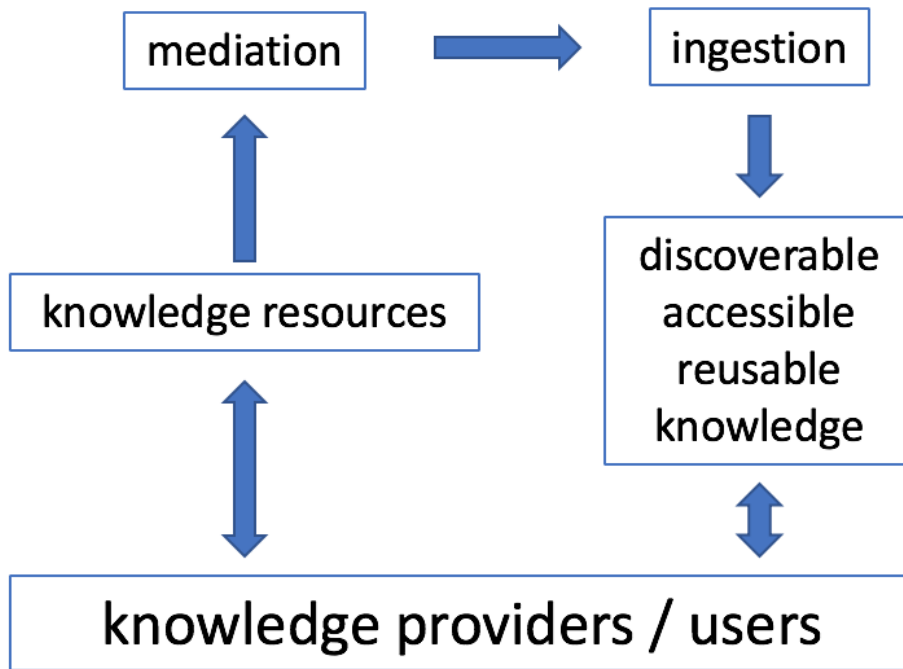 mediation
ingestion
knowledge resources
discoverable
accessible
reusable
knowledge
knowledge providers / users